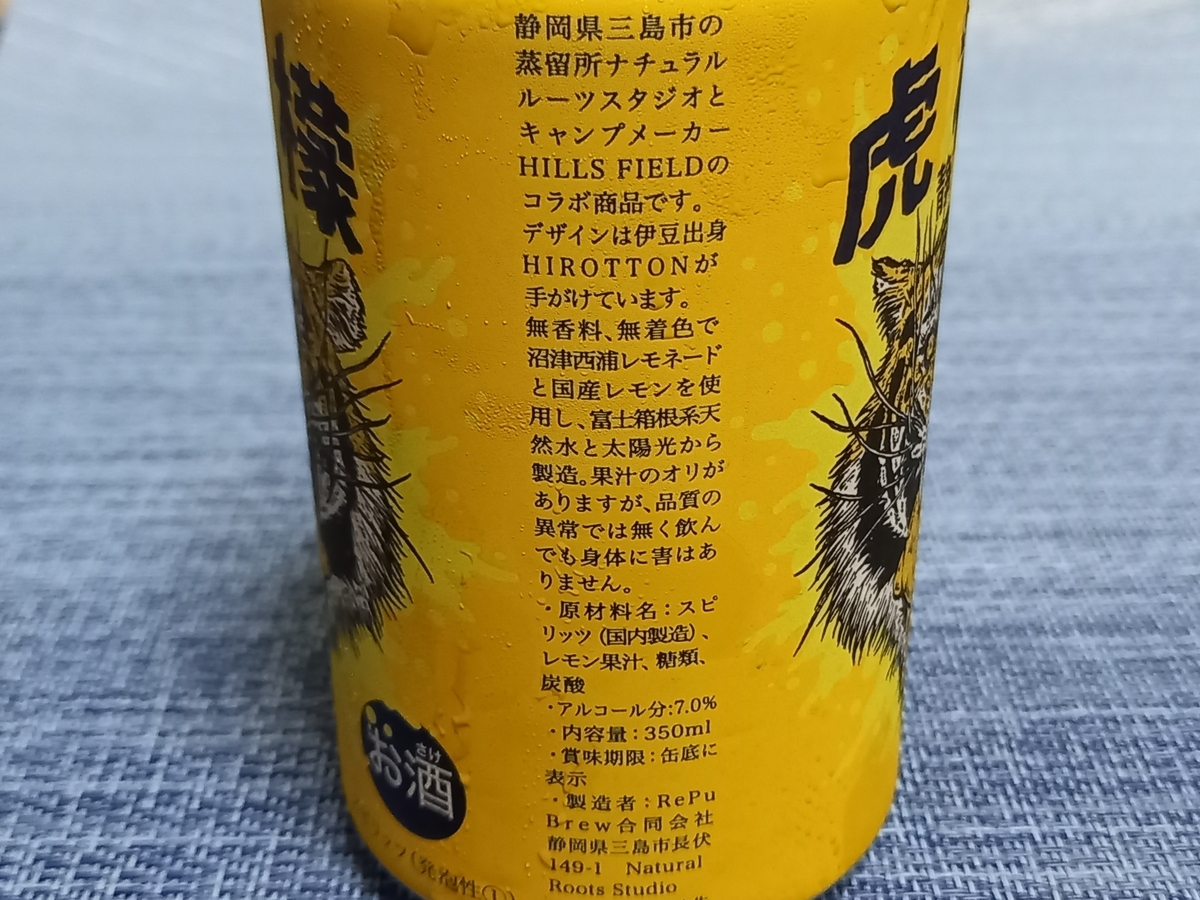 静岡県三島市の
蒸留所ナチュラル
ルーツスタジオと
キャンプメーカー
HILLS FIELDの
コラボ商品です。
デザインは伊豆出身
HIROTTONが
手がけています。
無香料、無着色で
沼津西浦レモネード
と国産レモンを使
用し、富士箱根系天
然水と太陽光から
製造。果汁のオリが
ありますが、品質の
異常では無く飲ん
でも身体に害はあ
りません。
・原材料名：スピ
リッツ（国内製造）、
レモン果汁、糖類、
炭酸
・アルコール分:7.0%
・内容量：350ml
・賞味期限：缶底に
表示
・製造者：RePu
Brew合同会社
静岡県三島市長伏
149-1 Natural
Roots Studio
檬
虎
お酒
さけ
(発泡性①)